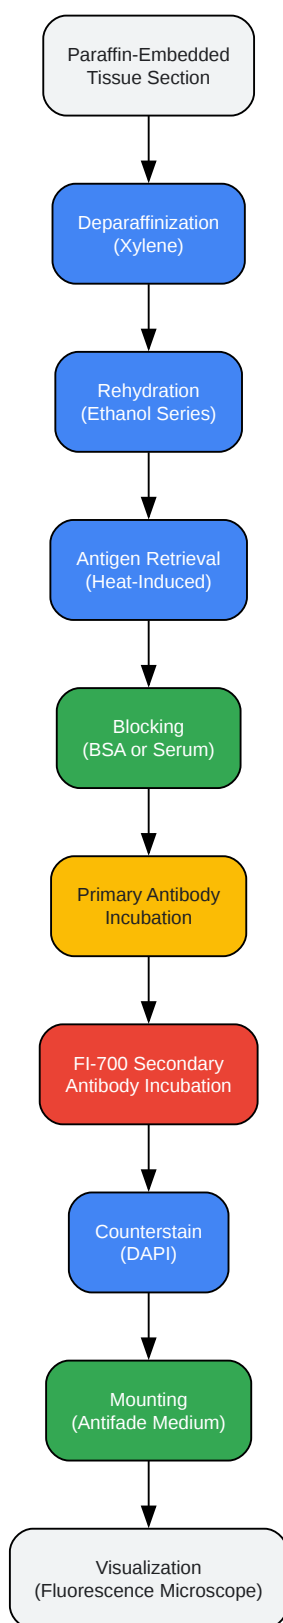 Paraffin-Embedded
Tissue Section
Deparaffinization
(Xylene)
Rehydration
(Ethanol Series)
Antigen Retrieval
(Heat-Induced)
Blocking
(BSA or Serum)
Primary Antibody
Incubation
FI-700 Secondary
Antibody Incubation
Counterstain
(DAPI)
Mounting
(Antifade Medium)
Visualization
(Fluorescence Microscope)